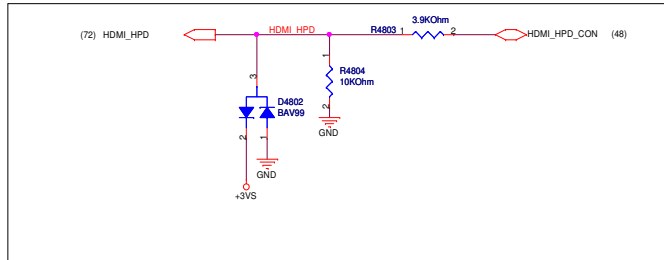 3.9KOhm
(72) HDMI_HPD HDMI_HPD R4803 1 2 HDMI_HPD_CON (48)
1
3
R4804
10KOhm
D4802
BAV99
2
GND
2 1
GND
+3VS